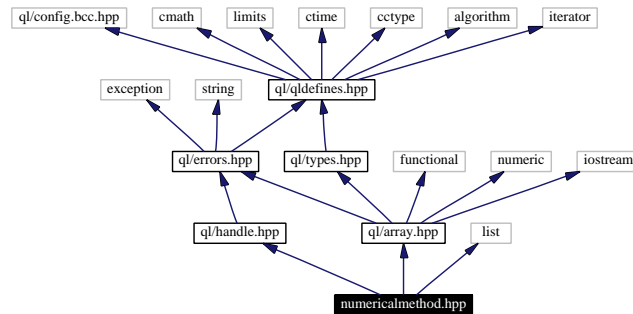 ql/config.bcc.hpp
cmath
limits
ctime
cctype
algorithm
iterator
exception
string
ql/qldefines.hpp
ql/errors.hpp
ql/types.hpp
functional
numeric
iostream
ql/handle.hpp
ql/array.hpp
list
numericalmethod.hpp